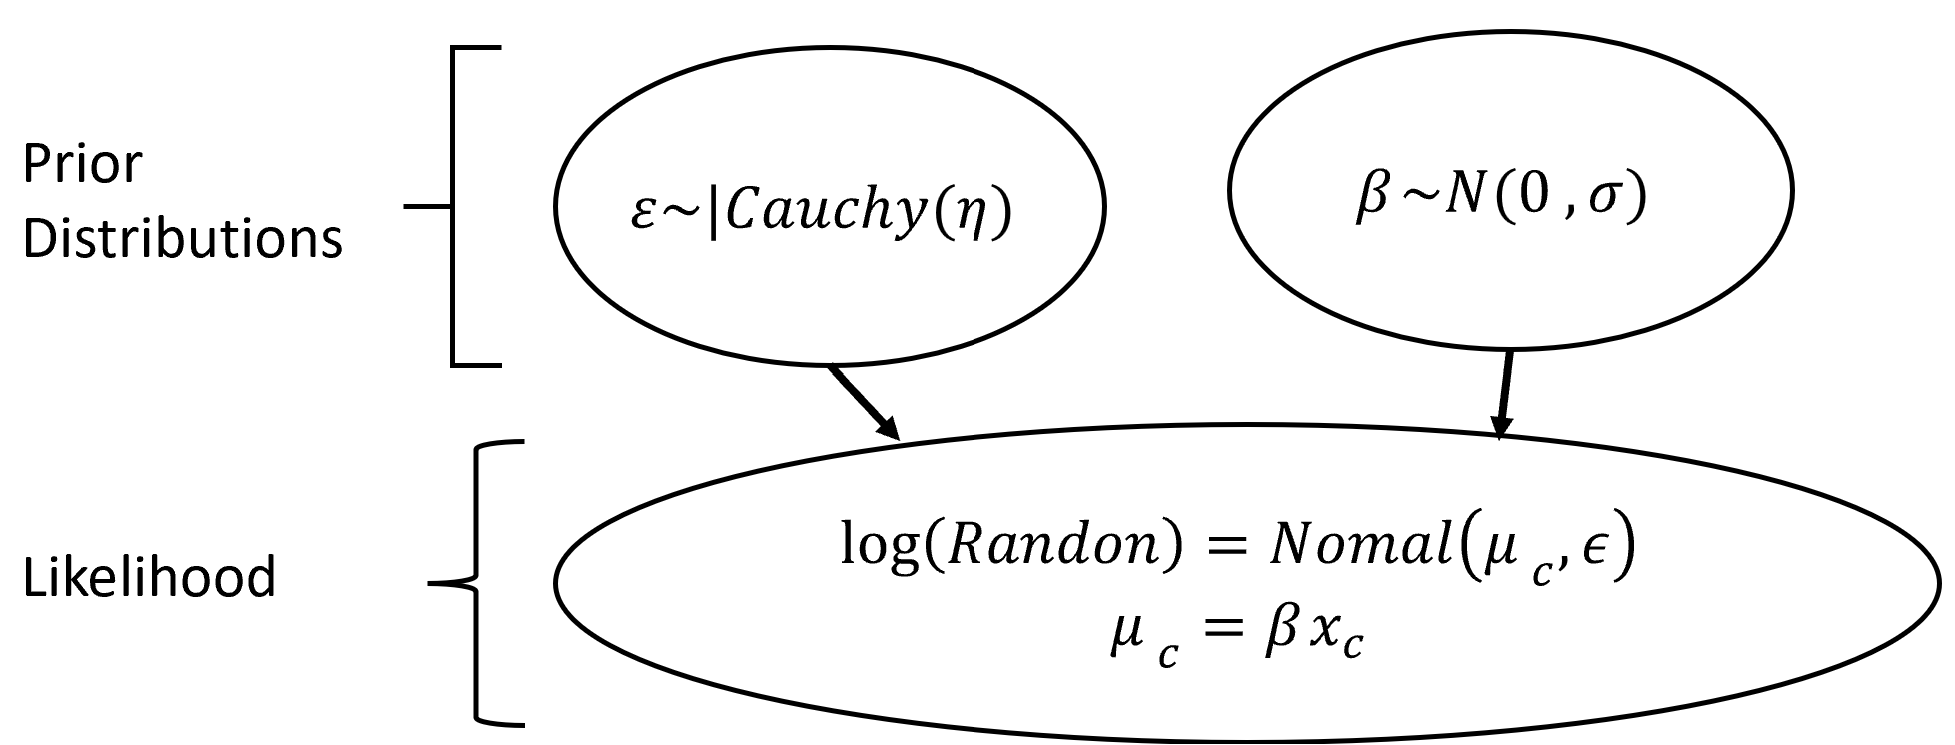 Prior
Distributions
ε~|Cauchy(η)
β~N(0 , σ)
Likelihood
log(Randon) = Nomal(μ c, ϵ)
μ c = β xc